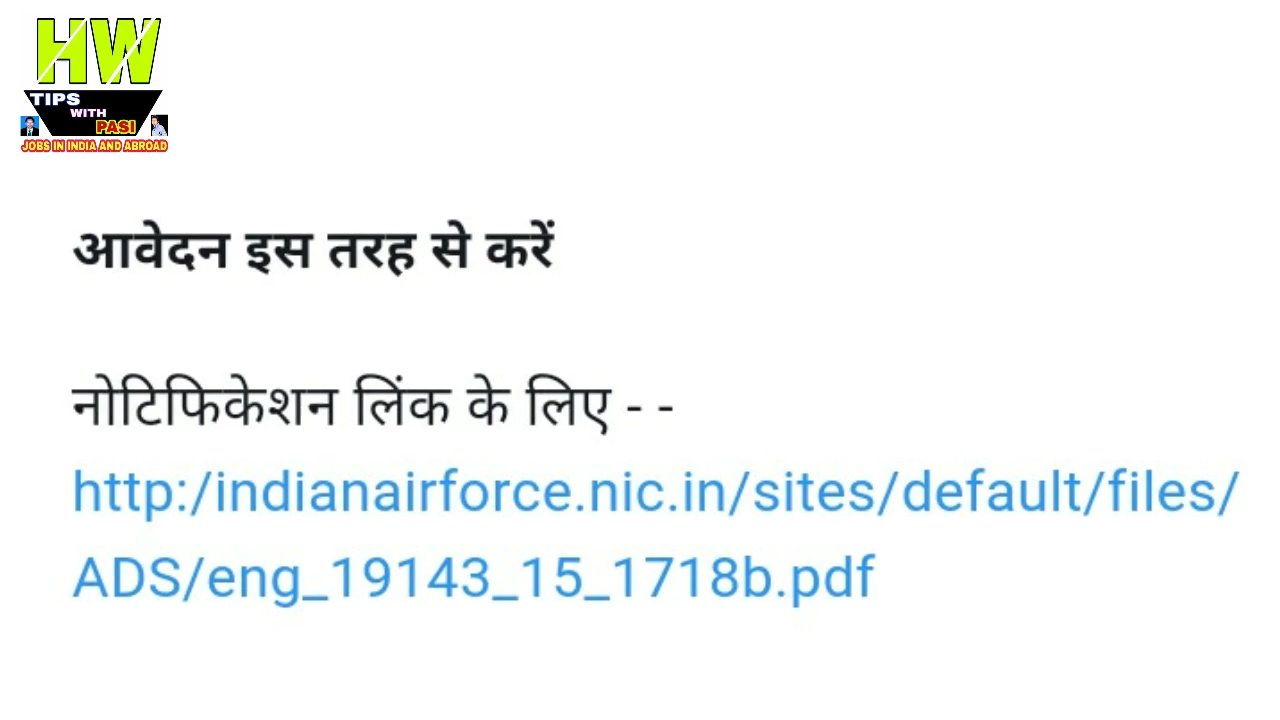 HW
TIPS
WITH
PASI
JOBS IN INDIA AND ABROAD
आवेदन इस तरह से करें
नोटिफिकेशन लिंक के लिए - -
http:/indianairforce.nic.in/sites/default/files/
ADS/eng_19143_15_1718b.pdf